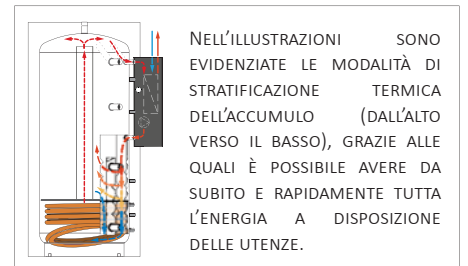 Nell'illustrazioni sono
evidenziate le modalità di
stratificazione termica
dell'accumulo (dall'alto
verso il basso), grazie alle
quali è possibile avere da
subito e rapidamente tutta
l'energia a disposizione
delle utenze.